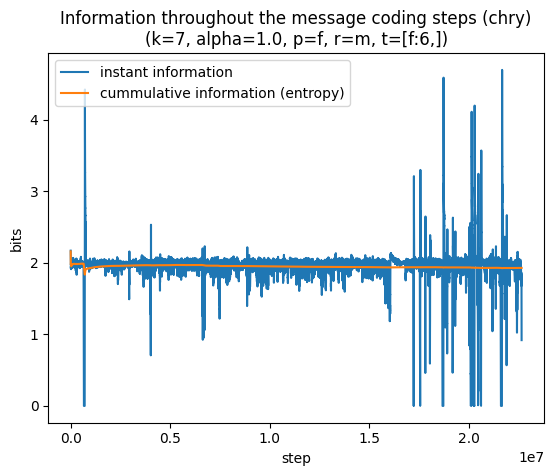 Information throughout the message coding steps (chry)
(k=7, alpha=1.0, p=f, r=m, t=[f:6,])
instant information
cummulative information (entropy)
4
3
2
1
0
bits
0.0 0.5 1.0 1.5 2.0
1e7
step